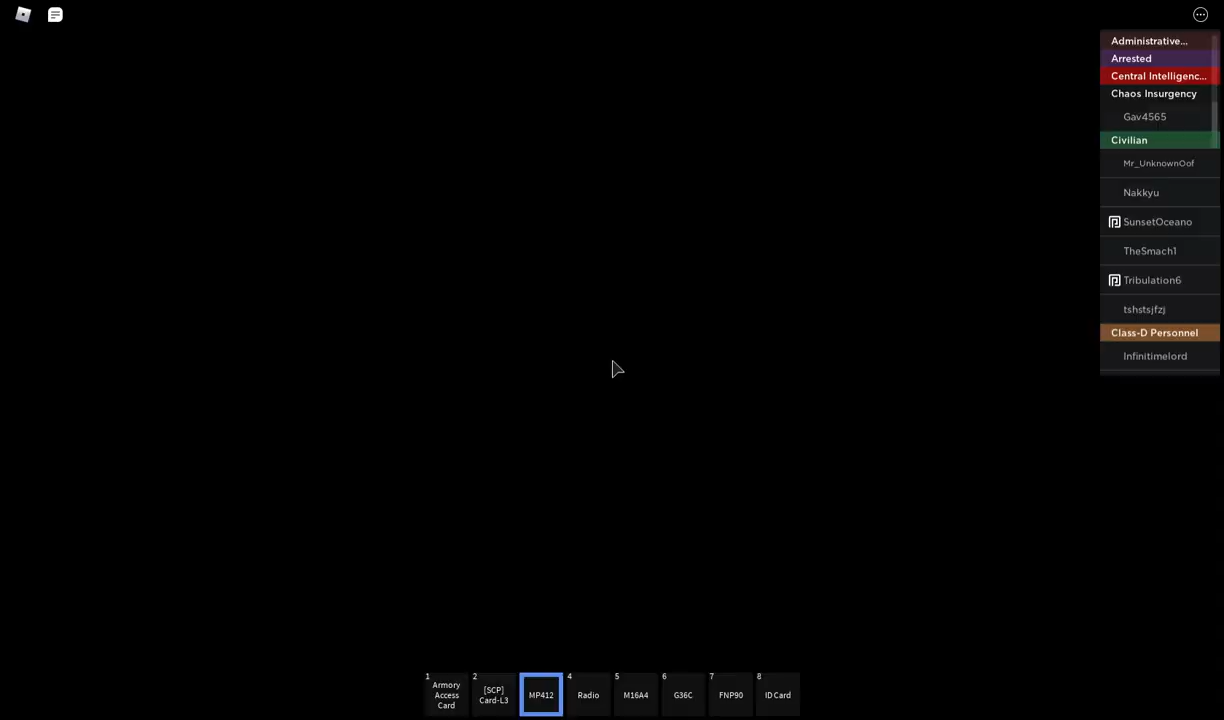 Administrative...
Arrested
Central Intelligenc...
Chaos Insurgency
Gav4565
Civilian
Mr_UnknownOof
Nakkyu
SunsetOceano
TheSmach1
Tribulation6
tshstsjfzj
Class-D Personnel
Infinitimelord
1
Armory
Access
Card
2
[SCP]
Card-L3
MP412
4
Radio
5
M16A4
6
G36C
7
FNP90
8
ID Card